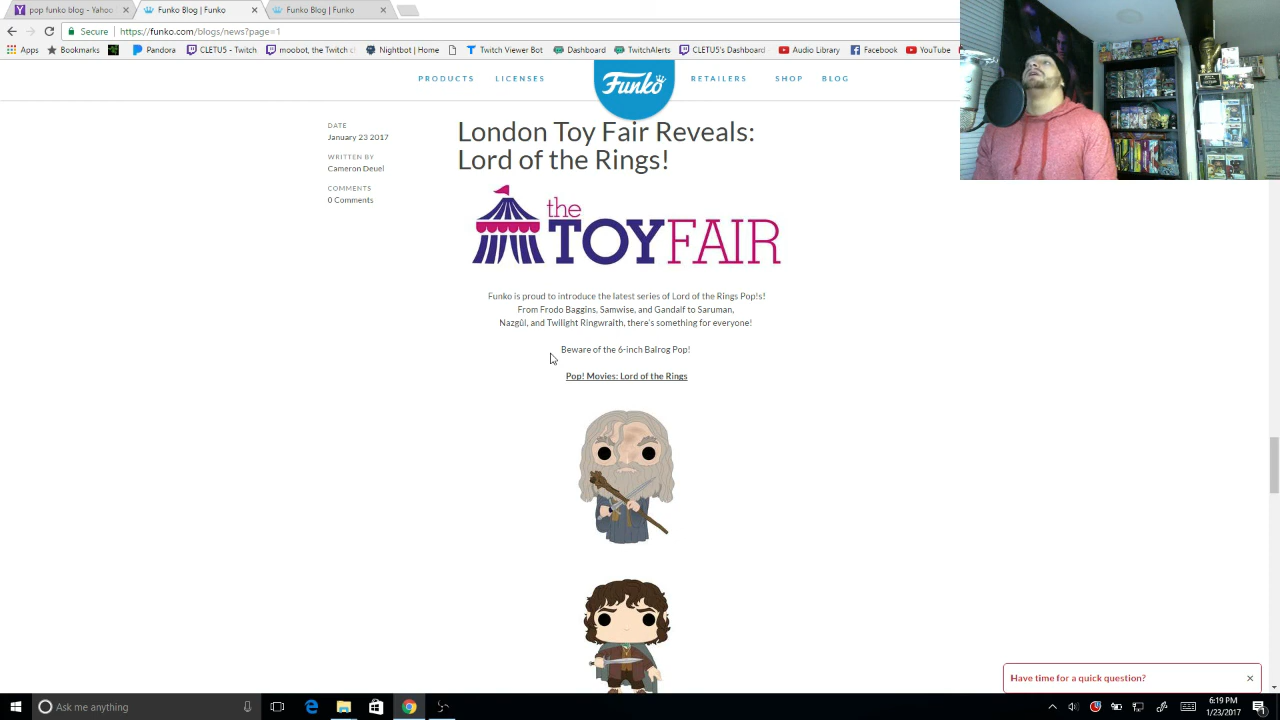 pop funko blog - Yahoo
Funko Blog | Funko
Funko Blog | Funko
Secure
https://funko.com/blogs/news?page=1
Apps
Bookmarks
Pandora
CLETU5 - Twitch
moobot, the Twitch c
Nightbot | Home
Twitch Viewer Bot
Dashboard
TwitchAlerts
CLETU5's Dashboard
Audio Library
Facebook
YouTube
PRODUCTS
LICENSES
Funko
RETAILERS
SHOP
BLOG
DATE
January 23 2017
WRITTEN BY
Cameron Deuel
COMMENTS
0 Comments
London Toy Fair Reveals:
Lord of the Rings!
the
TOYFAIR
Funko is proud to introduce the latest series of Lord of the Rings Pop!s!
From Frodo Baggins, Samwise, and Gandalf to Saruman,
Nazgûl, and Twilight Ringwraith, there's something for everyone!
Beware of the 6-inch Balrog Pop!
Pop! Movies: Lord of the Rings
Have time for a quick question?
Ask me anything
6:19 PM
1/23/2017